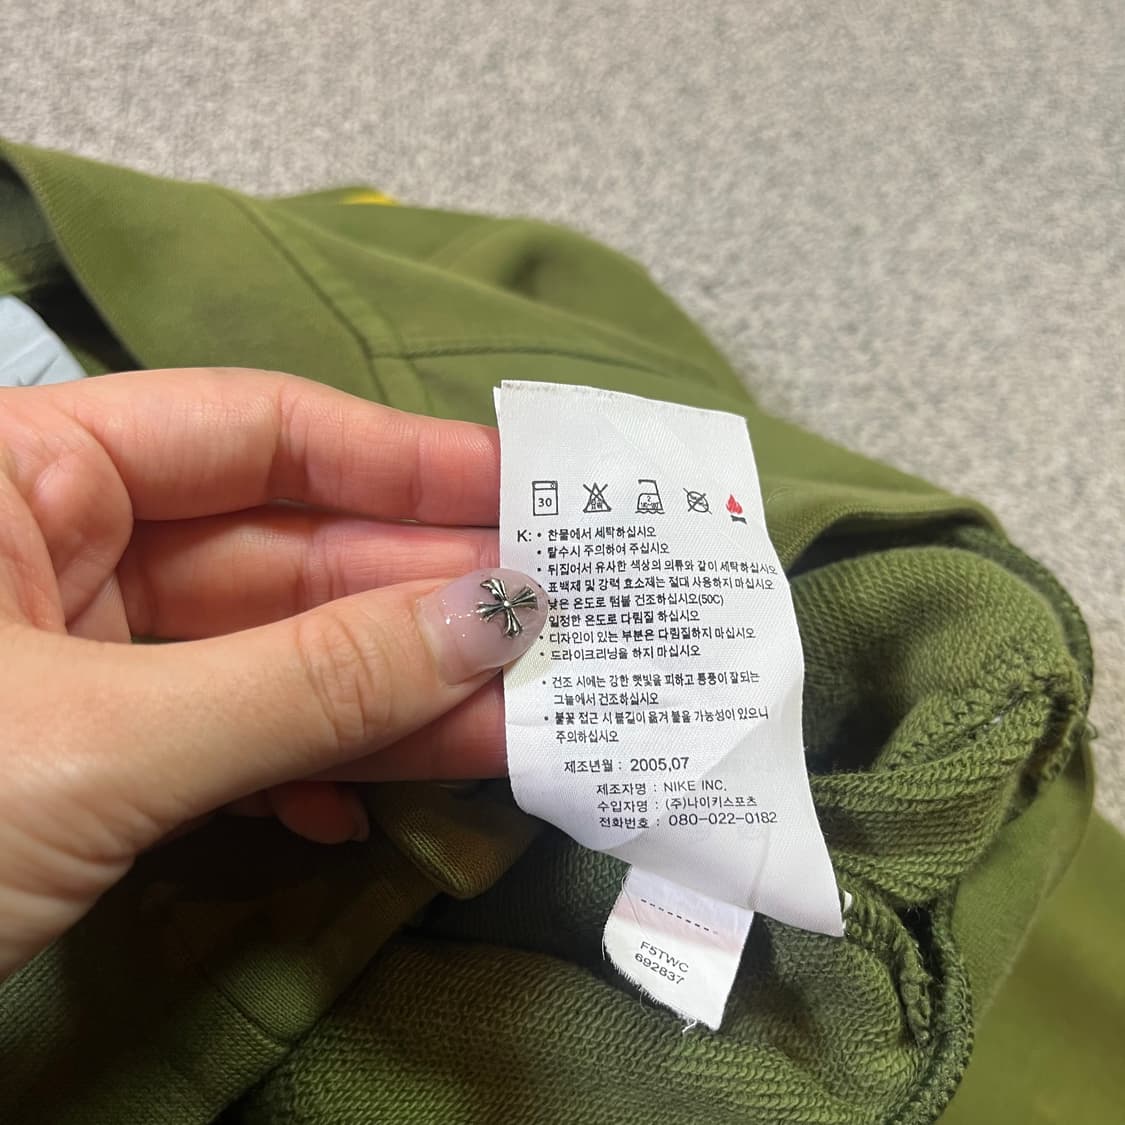 30
K: • 찬물에서 세탁하십시오
• 탈수시 주의하여 주십시오
• 뒤집어서 유사한 색상의 의류와 같이 세탁하십시오
표백제 및 강력 효소제는 절대 사용하지 마십시오
낮은 온도로 텀블 건조하십시오(50C)
일정한 온도로 다림질 하십시오
• 디자인이 있는 부분은 다림질하지 마십시오
• 드라이크리닝을 하지 마십시오
• 건조 시에는 강한 햇빛을 피하고 통풍이 잘되는
그늘에서 건조하십시오
• 불꽃 접근 시 불길이 옮겨 붙을 가능성이 있으니
주의하십시오
제조년월 : 2005,07
제조자명 : NIKE INC.
수입자명 : (주)나이키스포츠
전화번호 : 080-022-0182
F5TWC
692837